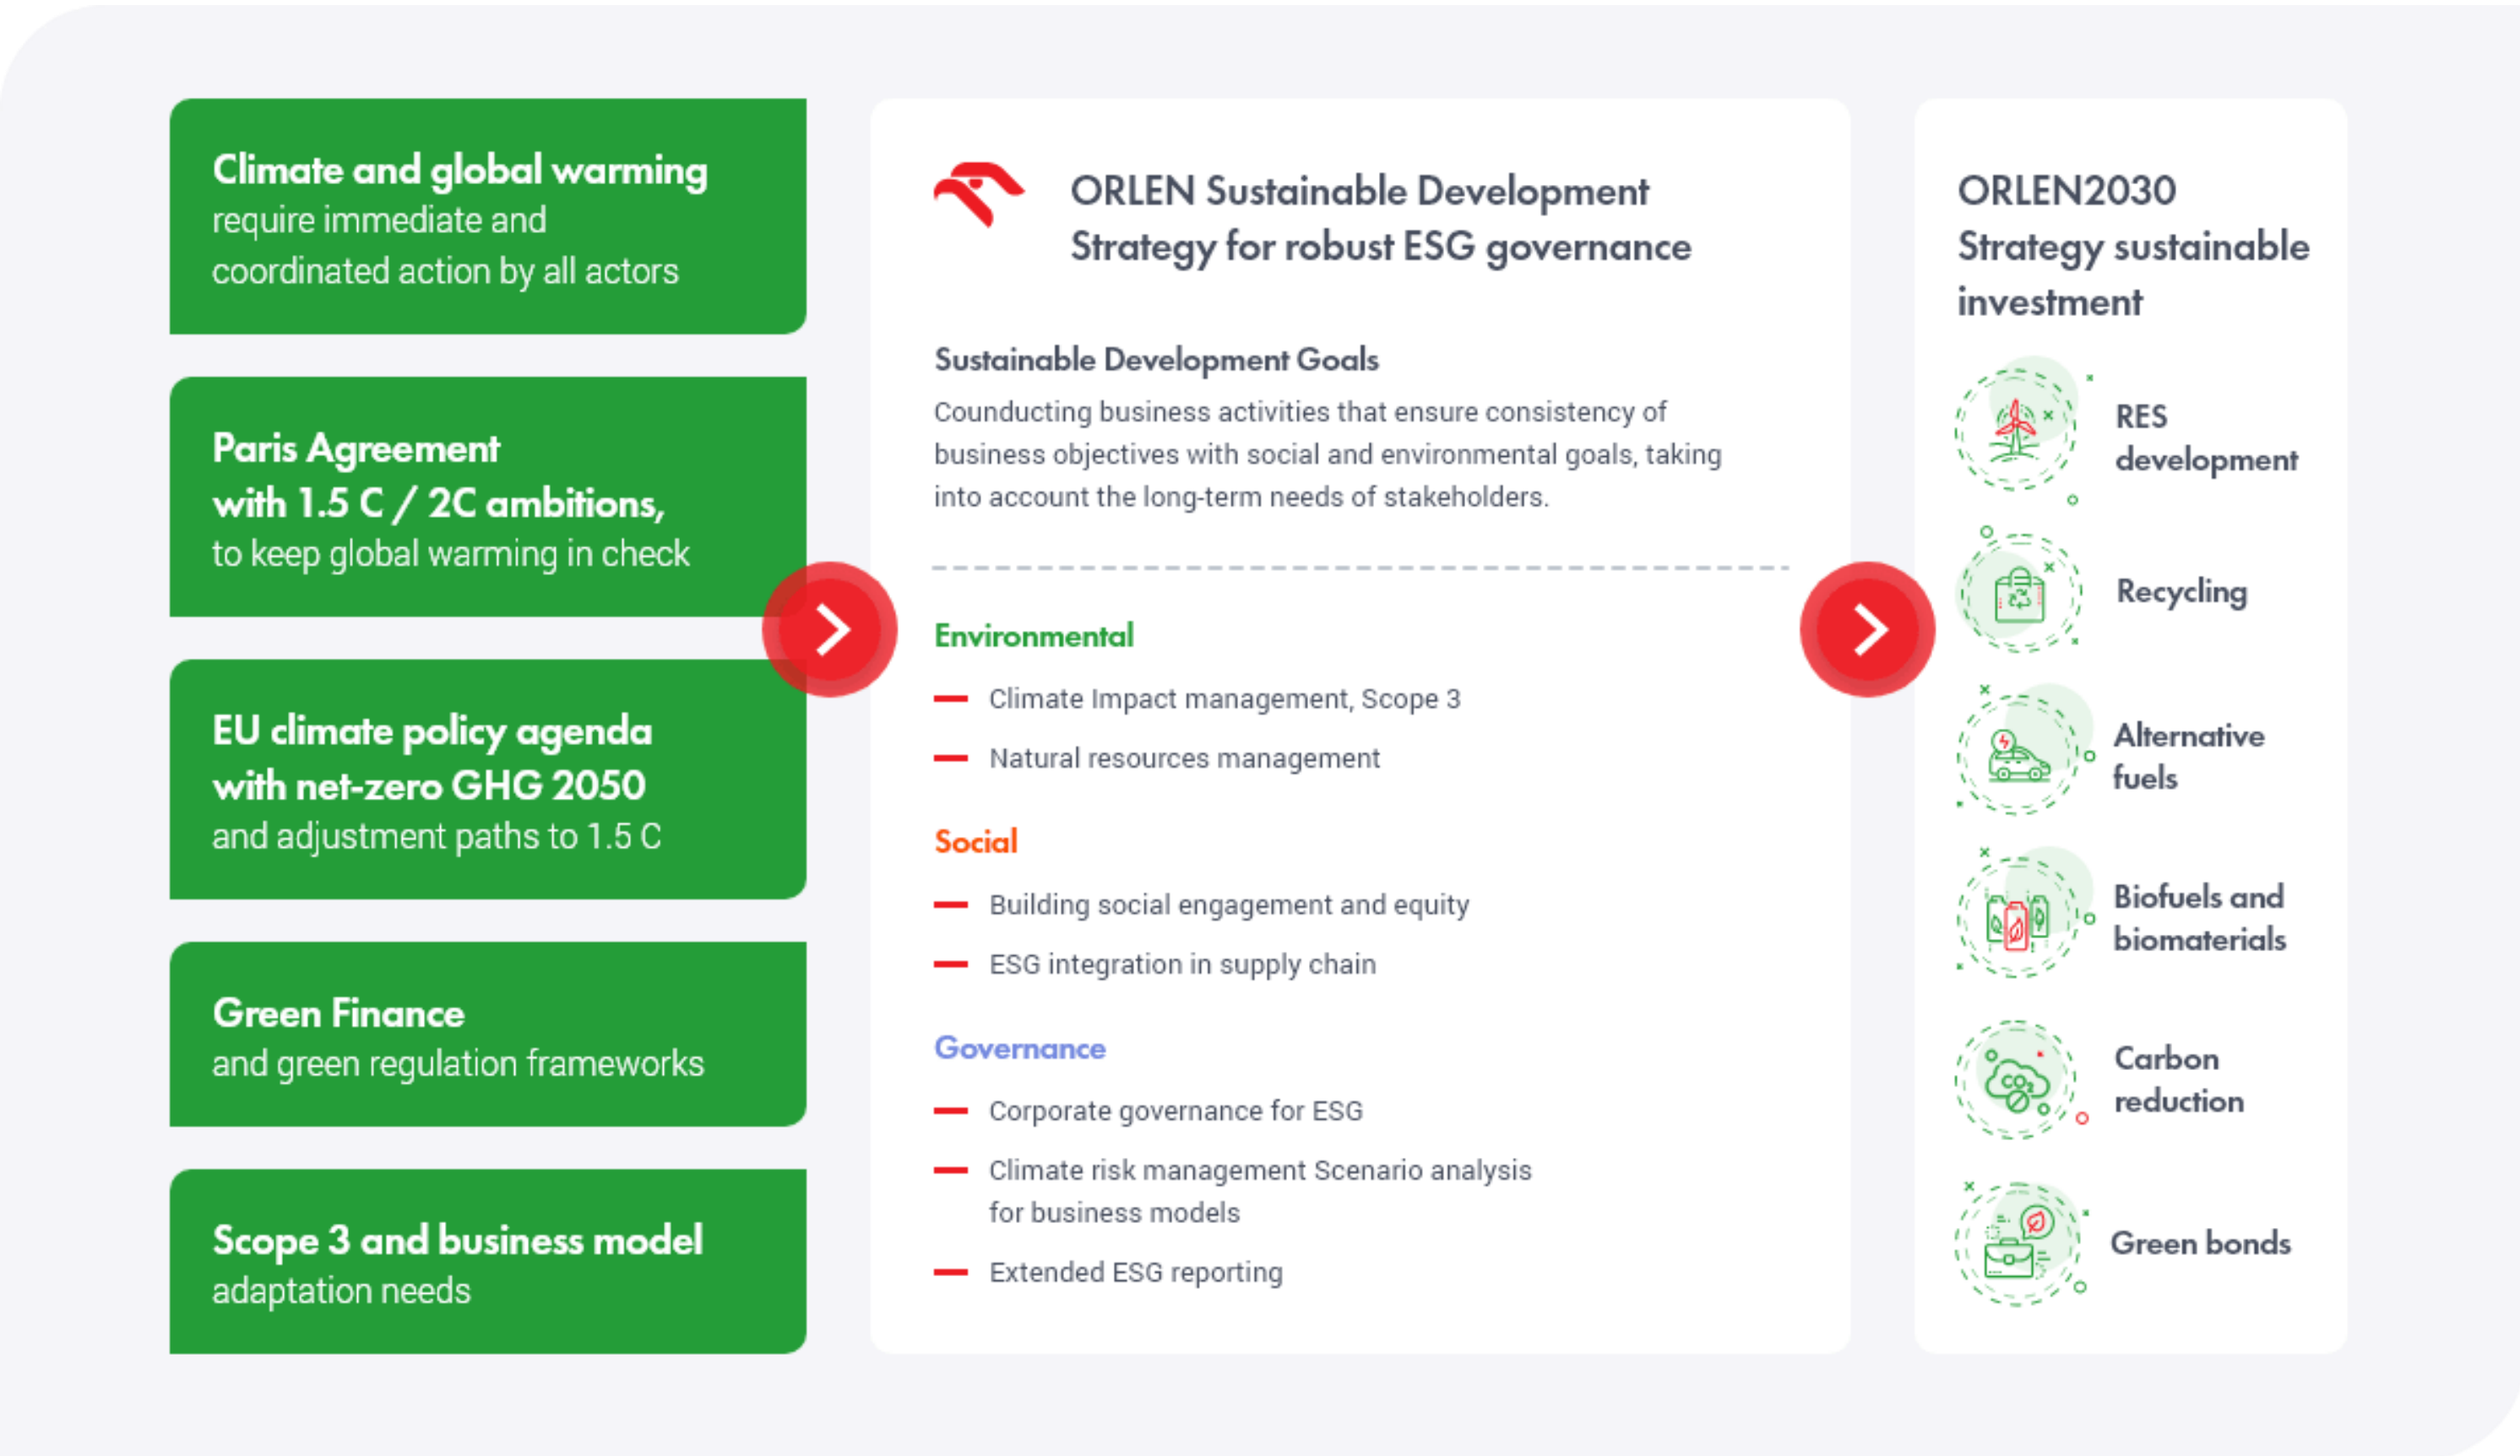 Climate and global warming
require immediate and
coordinated action by all actors
Paris Agreement
with 1.5 C / 2C ambitions,
to keep global warming in check
EU climate policy agenda
with net-zero GHG 2050
and adjustment paths to 1.5 C
Green Finance
and green regulation frameworks
Scope 3 and business model
adaptation needs
ORLEN Sustainable Development
Strategy for robust ESG governance
Sustainable Development Goals
Counducting business activities that ensure consistency of
business objectives with social and environmental goals, taking
into account the long-term needs of stakeholders.
Environmental
Climate Impact management, Scope 3
Natural resources management
Social
Building social engagement and equity
ESG integration in supply chain
Governance
Corporate governance for ESG
Climate risk management Scenario analysis
for business models
Extended ESG reporting
ORLEN2030
Strategy sustainable
investment
RES
development
Recycling
Alternative
fuels
Biofuels and
biomaterials
CO₂
Carbon
reduction
Green bonds